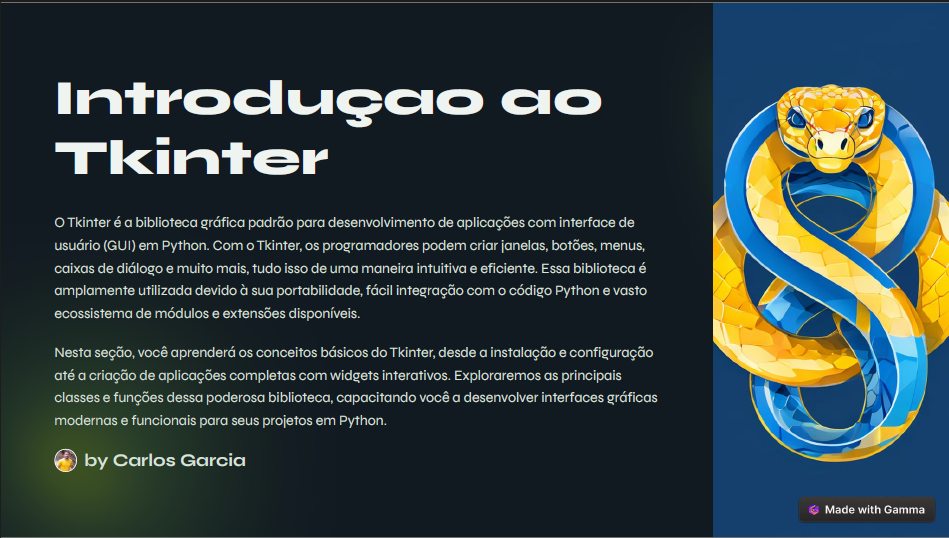 Introduçao ao
Tkinter
O Tkinter é a biblioteca gráfica padrão para desenvolvimento de aplicações com interface de
usuário (GUI) em Python. Com o Tkinter, os programadores podem criar janelas, botões, menus,
caixas de diálogo e muito mais, tudo isso de uma maneira intuitiva e eficiente. Essa biblioteca é
amplamente utilizada devido à sua portabilidade, fácil integração com o código Python e vasto
ecossistema de módulos e extensões disponíveis.
Nesta seção, você aprenderá os conceitos básicos do Tkinter, desde a instalação e configuração
até a criação de aplicações completas com widgets interativos. Exploraremos as principais
classes e funções dessa poderosa biblioteca, capacitando você a desenvolver interfaces gráficas
modernas e funcionais para seus projetos em Python.
by Carlos Garcia
Made with Gamma